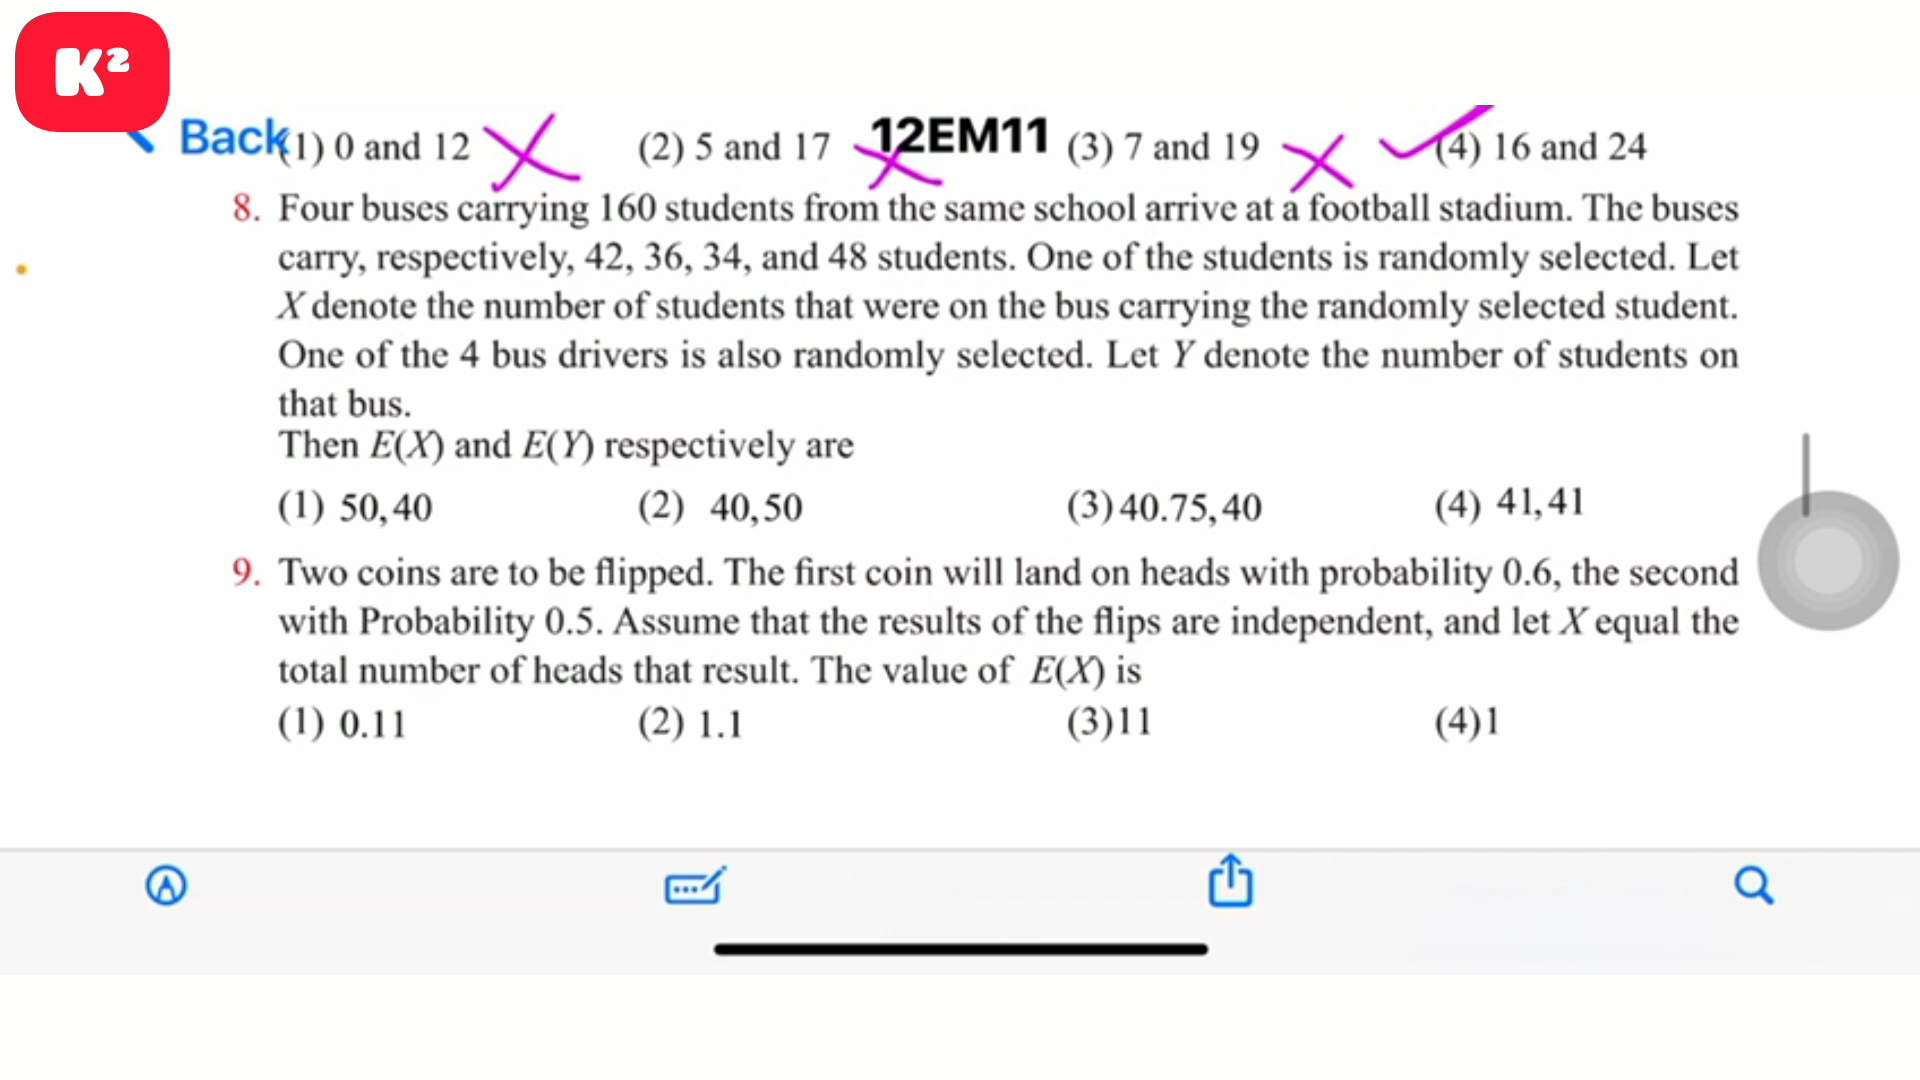 K²
Back
12EM11
(1) 0 and 12 (2) 5 and 17 (3) 7 and 19 (4) 16 and 24
8. Four buses carrying 160 students from the same school arrive at a football stadium. The buses
carry, respectively, 42, 36, 34, and 48 students. One of the students is randomly selected. Let
X denote the number of students that were on the bus carrying the randomly selected student.
One of the 4 bus drivers is also randomly selected. Let Y denote the number of students on
that bus.
Then E(X) and E(Y) respectively are
(1) 50,40 (2) 40,50 (3) 40.75,40 (4) 41,41
9. Two coins are to be flipped. The first coin will land on heads with probability 0.6, the second
with Probability 0.5. Assume that the results of the flips are independent, and let X equal the
total number of heads that result. The value of E(X) is
(1) 0.11 (2) 1.1 (3)11 (4)1